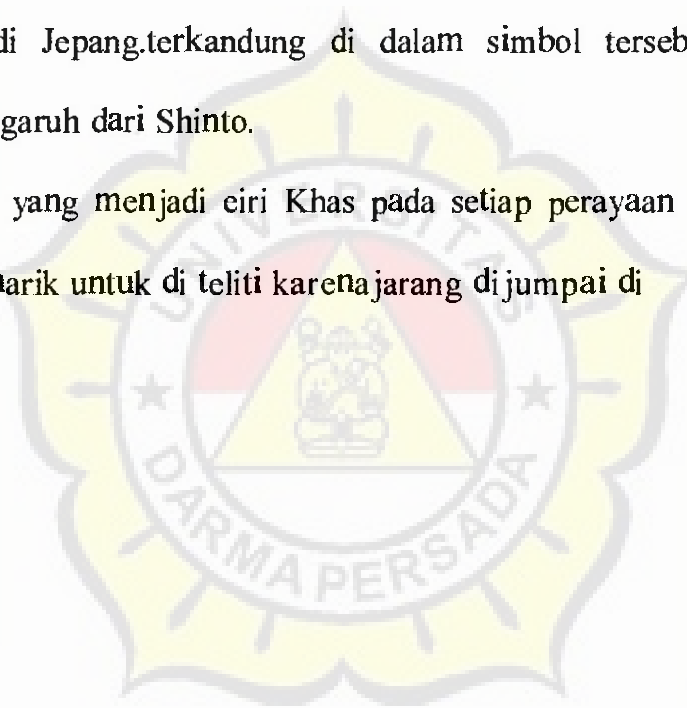 di Jepang.terkandung di dalam simbol terseb
garuh dari Shinto.
yang menjadi eiri Khas pada setiap perayaan
arik untuk di teliti karenajarang dijumpai di
UNIVERSITAS
DARMA PERSADA